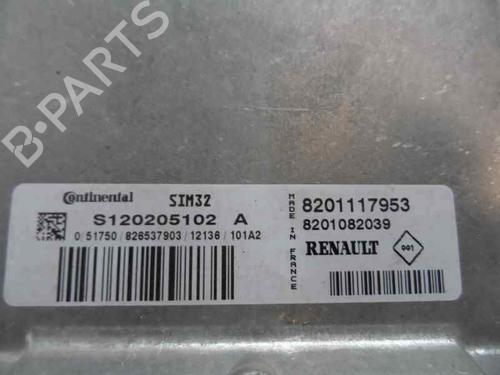 B-PARTS
Continental SIM32
S120205102 A
0/51750/826537903/12136/101A2
MADE IN FRANCE
8201117953
8201082039
RENAULT
001